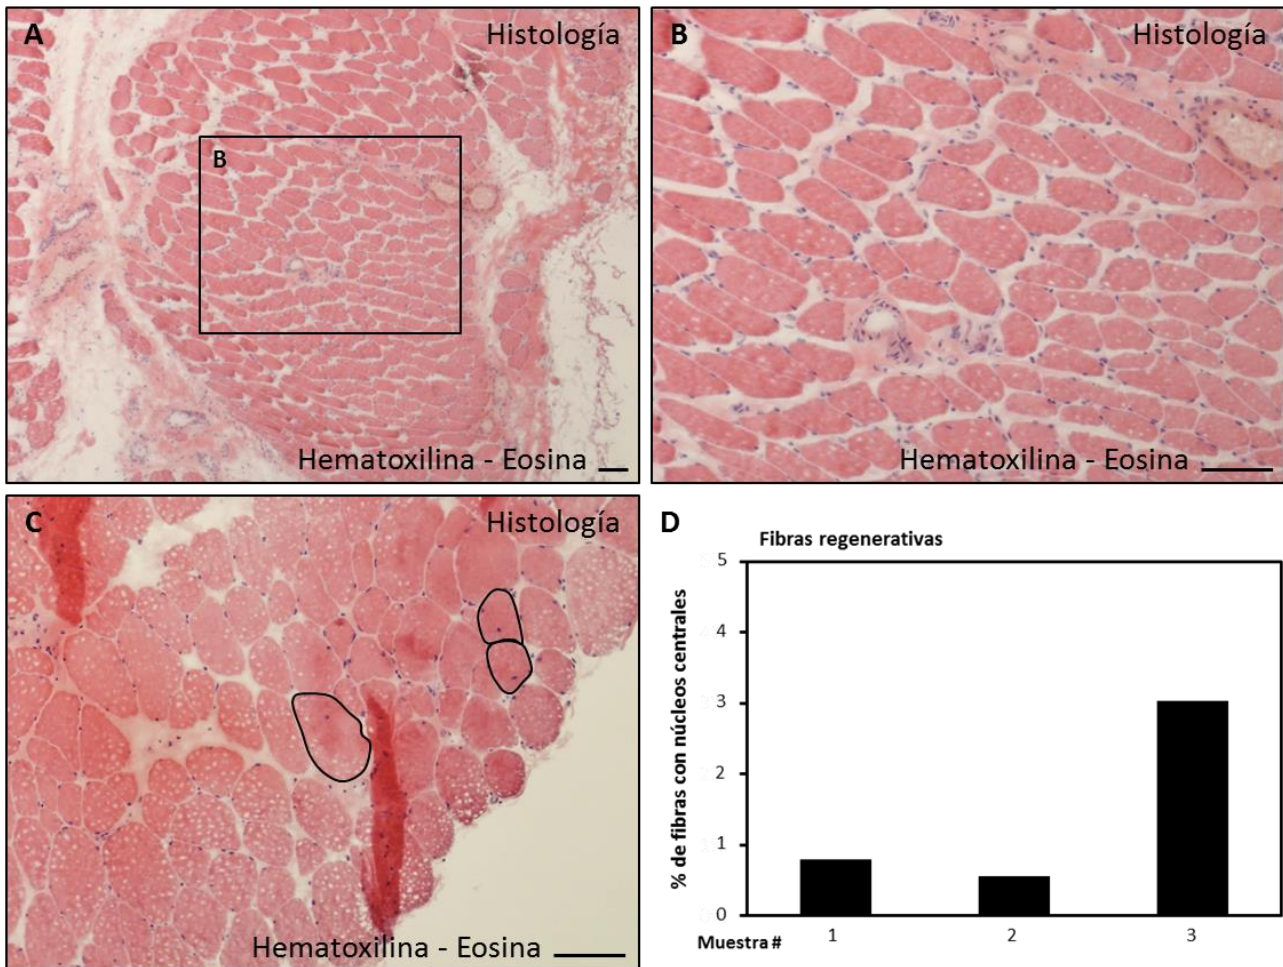 A
Histología
B
Hematoxilina - Eosina
B
Histología
Hematoxilina - Eosina
C
Histología
Hematoxilina - Eosina
D
Fibras regenerativas
% de fibras con núcleos centrales
5
4
3
2
1
0
Muestra # 1 2 3